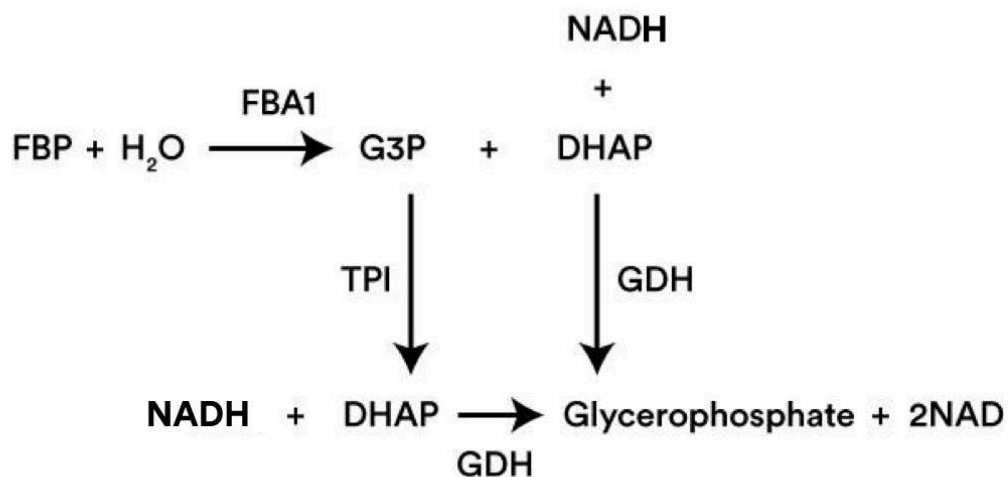 NADH
+
FBA1
FBP + H₂O G3P + DHAP
TPI GDH
NADH + DHAP Glycerophosphate + 2NAD
GDH